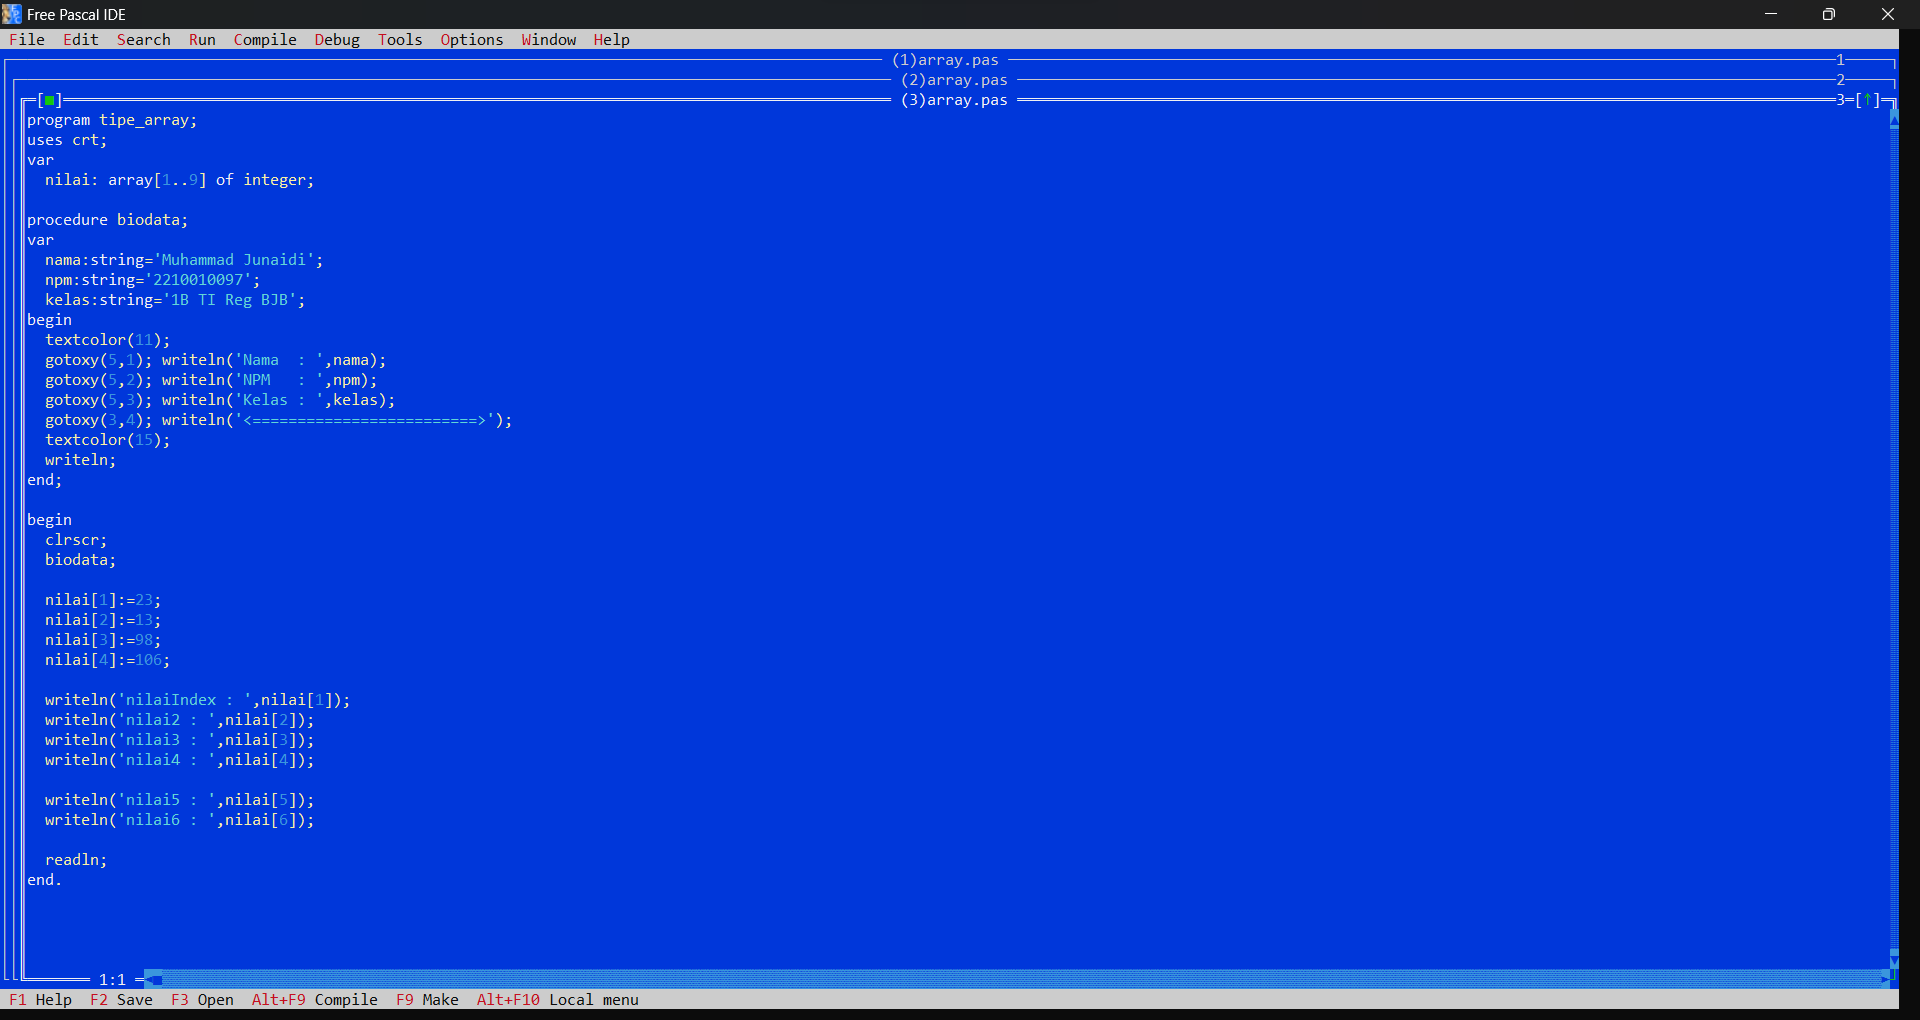 Free Pascal IDE
File Edit Search Run Compile Debug Tools Options Window Help
(1)array.pas 1
(2)array.pas 2
[■] (3)array.pas 3=[↑]
program tipe_array;
uses crt;
var
  nilai: array[1..9] of integer;
procedure biodata;
var
  nama:string='Muhammad Junaidi';
  npm:string='2210010097';
  kelas:string='1B TI Reg BJB';
begin
  textcolor(11);
  gotoxy(5,1); writeln('Nama  : ',nama);
  gotoxy(5,2); writeln('NPM   : ',npm);
  gotoxy(5,3); writeln('Kelas : ',kelas);
  gotoxy(3,4); writeln('<=========================>');
  textcolor(15);
  writeln;
end;
begin
  clrscr;
  biodata;
  nilai[1]:=23;
  nilai[2]:=13;
  nilai[3]:=98;
  nilai[4]:=106;
  writeln('nilaiIndex : ',nilai[1]);
  writeln('nilai2 : ',nilai[2]);
  writeln('nilai3 : ',nilai[3]);
  writeln('nilai4 : ',nilai[4]);
  writeln('nilai5 : ',nilai[5]);
  writeln('nilai6 : ',nilai[6]);
  readln;
end.
1:1
F1 Help F2 Save F3 Open Alt+F9 Compile F9 Make Alt+F10 Local menu